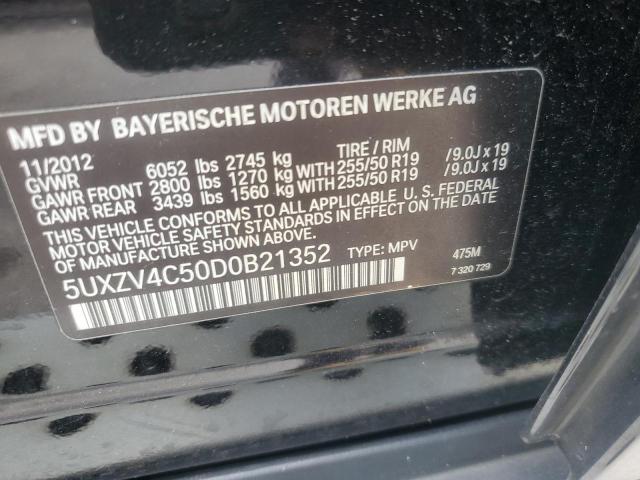 MFD BY BAYERISCHE MOTOREN WERKE AG
11/2012 TIRE / RIM
GVWR 6052 lbs 2745 kg
GAWR FRONT 2800 lbs 1270 kg WITH 255/50 R19 /9.0J x 19
GAWR REAR 3439 lbs 1560 kg WITH 255/50 R19 /9.0J x 19
THIS VEHICLE CONFORMS TO ALL APPLICABLE U. S. FEDERAL
MOTOR VEHICLE SAFETY STANDARDS IN EFFECT ON THE DATE
OF MANUFACTURE SHOWN ABOVE.
5UXZV4C50D0B21352 TYPE: MPV 475M
7 320 729